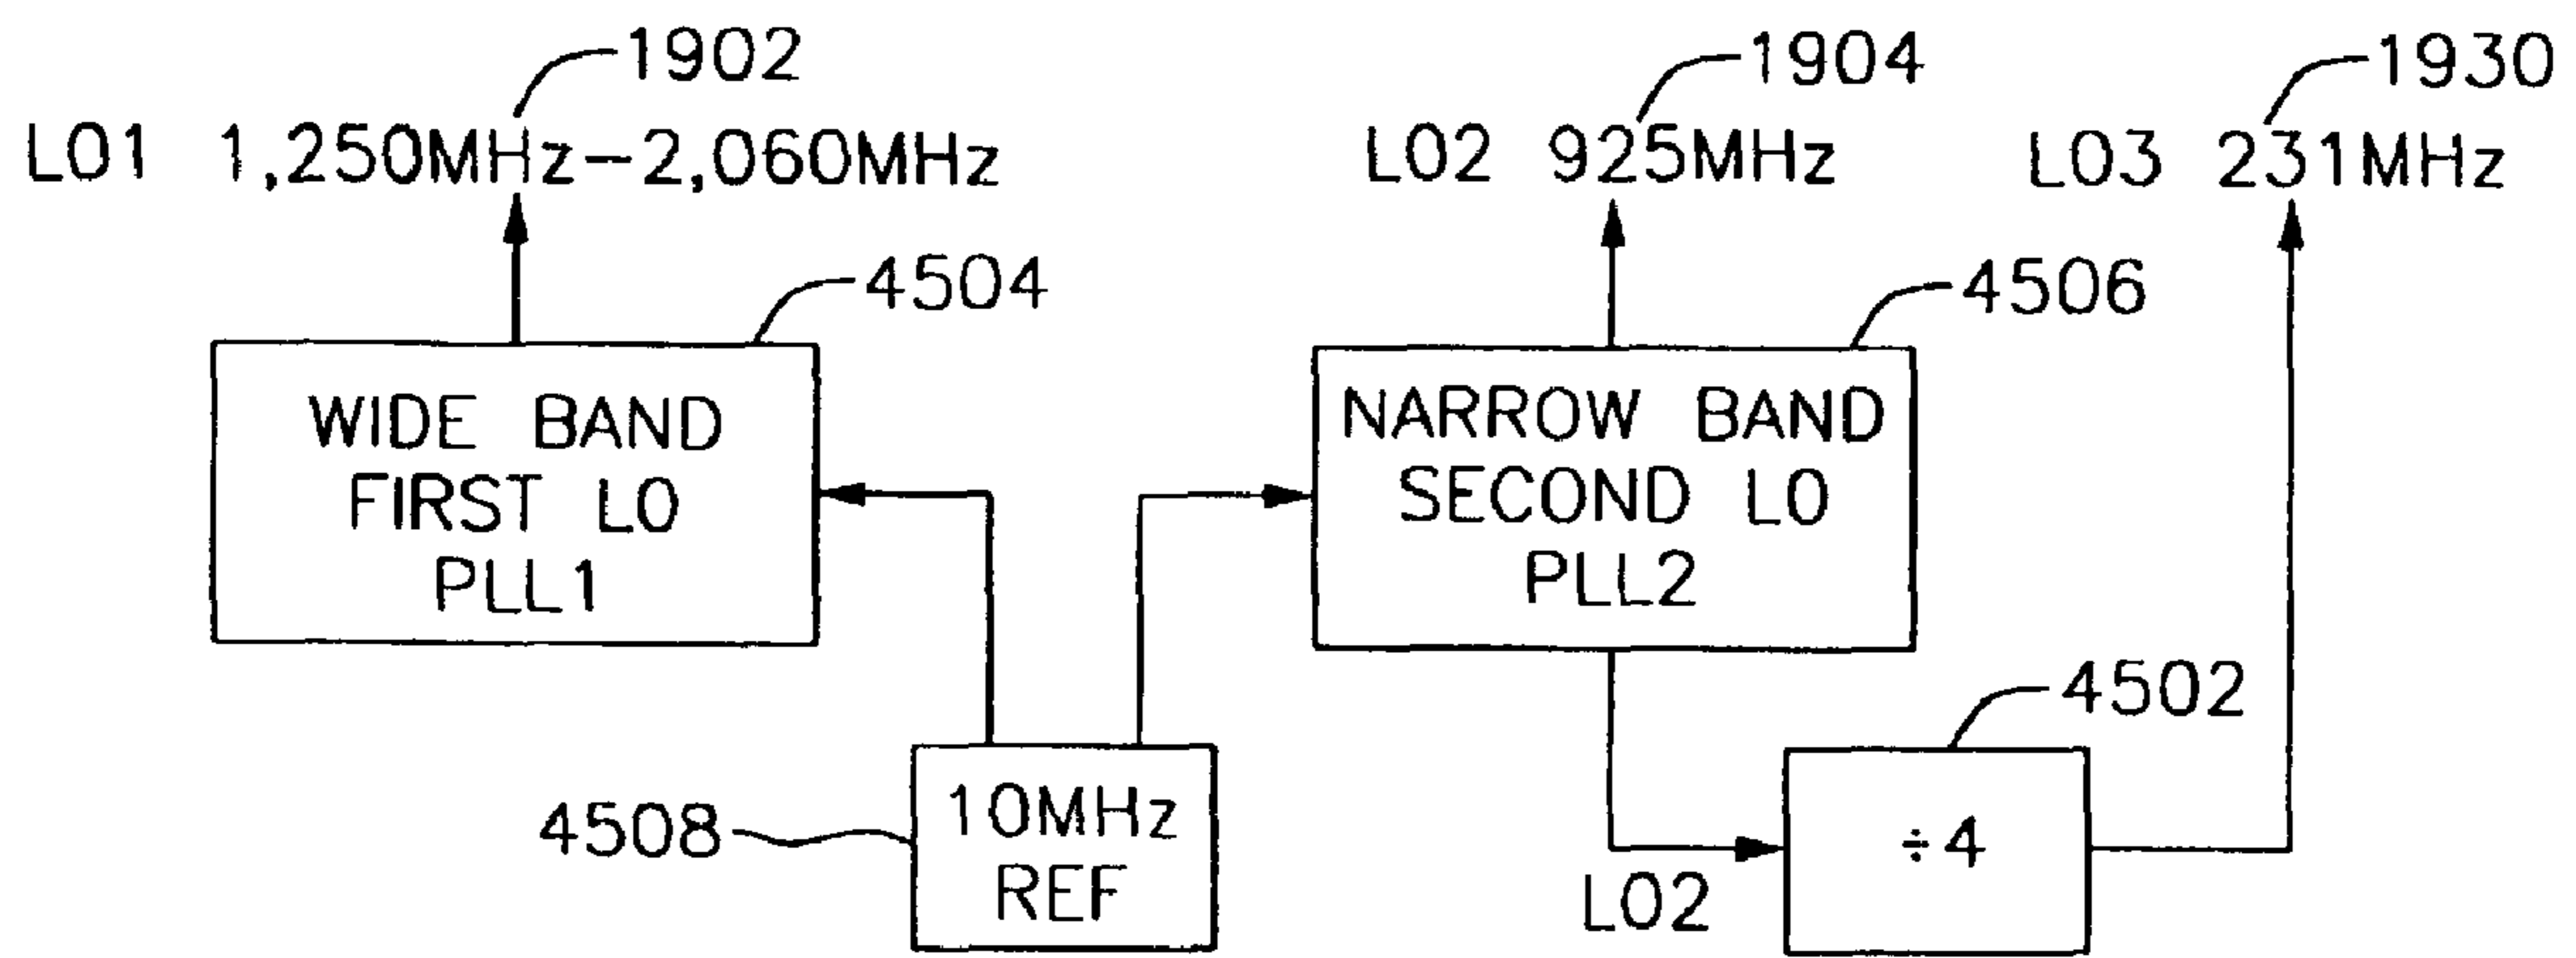 1902
1904
1930
LO1 1,250MHz-2,060MHz
LO2 925MHz
LO3 231MHz
4504
4506
WIDE BAND
FIRST LO
PLL1
NARROW BAND
SECOND LO
PLL2
4502
4508
10MHz
REF
÷4
LO2